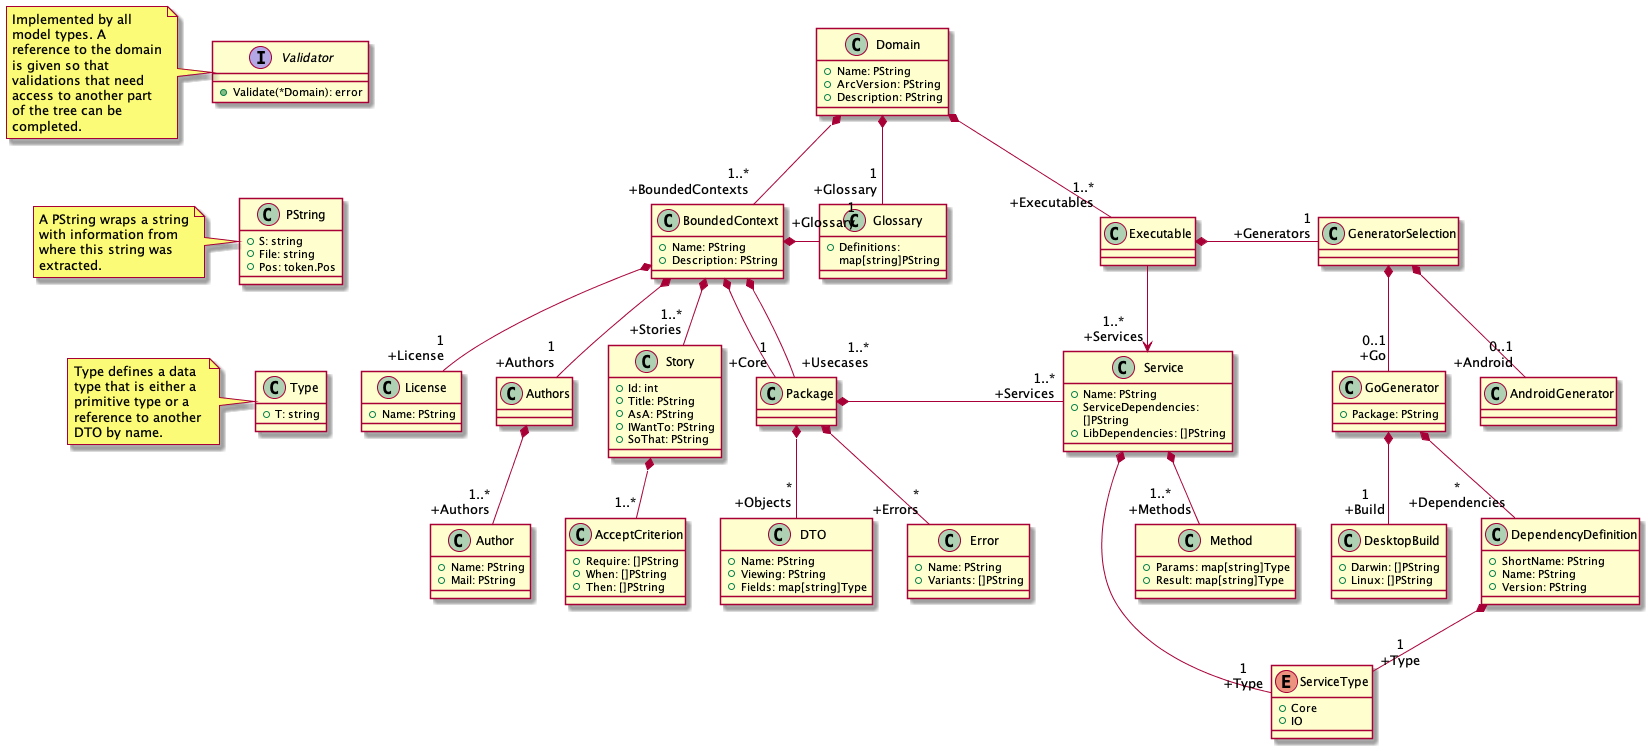 Implemented by all
model types. A
reference to the domain
is given so that
validations that need
access to another part
of the tree can be
completed.
I Validator
Validate(*Domain): error
C Domain
Name: PString
ArcVersion: PString
Description: PString
1..*
+BoundedContexts
1
+Glossary
1..*
+Executables
A PString wraps a string
with information from
where this string was
extracted.
C PString
S: string
File: string
Pos: token.Pos
C BoundedContext
Name: PString
Description: PString
1
+Glossary
C Glossary
Definitions:
map[string]PString
C Executable
1
+Generators
C GeneratorSelection
1
+License
1
+Authors
1..*
+Stories
1
+Core
1..*
+Usecases
1..*
+Services
0..1
+Go
0..1
+Android
Type defines a data
type that is either a
primitive type or a
reference to another
DTO by name.
C Type
T: string
C License
Name: PString
C Authors
C Story
Id: int
Title: PString
AsA: PString
IWantTo: PString
SoThat: PString
C Package
1..*
+Services
C Service
Name: PString
ServiceDependencies:
[]PString
LibDependencies: []PString
C GoGenerator
Package: PString
C AndroidGenerator
1..*
+Authors
1..*
*
+Objects
*
+Errors
1..*
+Methods
1
+Build
*
+Dependencies
C Author
Name: PString
Mail: PString
C AcceptCriterion
Require: []PString
When: []PString
Then: []PString
C DTO
Name: PString
Viewing: PString
Fields: map[string]Type
C Error
Name: PString
Variants: []PString
C Method
Params: map[string]Type
Result: map[string]Type
C DesktopBuild
Darwin: []PString
Linux: []PString
C DependencyDefinition
ShortName: PString
Name: PString
Version: PString
1
+Type
1
+Type
E ServiceType
Core
IO